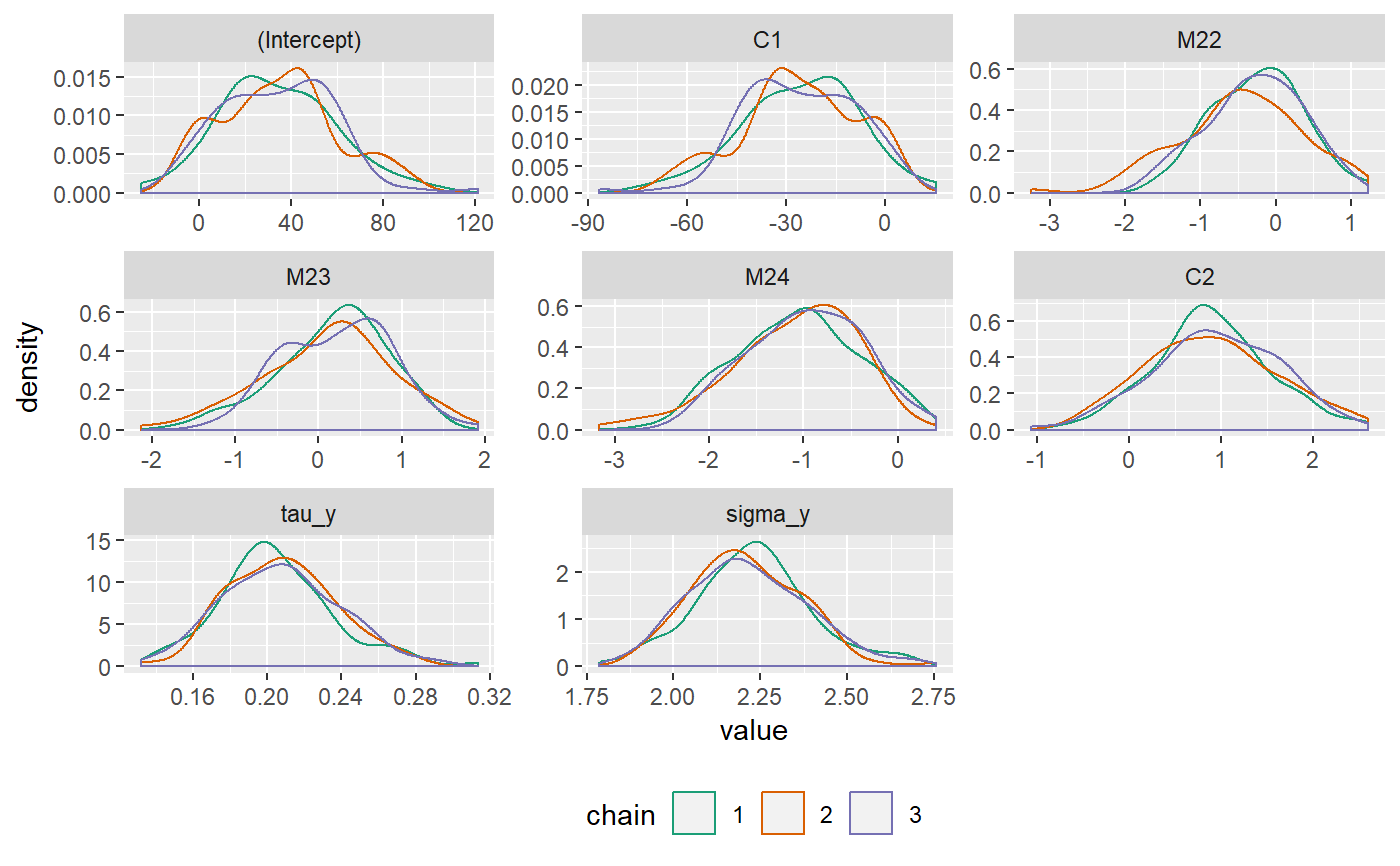 (Intercept) C1 M22
0.015 0.020 0.6
0.010 0.015 0.4
0.010
0.005 0.005 0.2
0.000 0.000 0.0
0 40 80 120 -90 -60 -30 0 -3 -2 -1 0 1
M23 M24 C2
0.6 0.6 0.6
0.4 0.4 0.4
0.2 0.2 0.2
0.0 0.0 0.0
-2 -1 0 1 2 -3 -2 -1 0 -1 0 1 2
density
tau_y sigma_y
15
10 2
5 1
0 0
0.16 0.20 0.24 0.28 0.32 1.75 2.00 2.25 2.50 2.75
value
chain 1 2 3